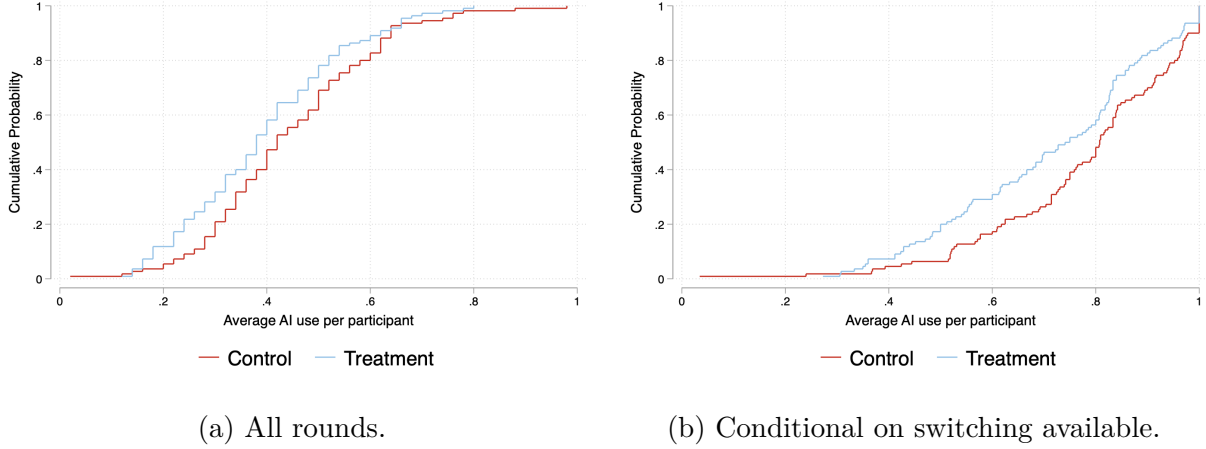 1
.8
.6
.4
.2
0
Cumulative Probability
0 .2 .4 .6 .8 1
Average AI use per participant
Control Treatment
(a) All rounds.
1
.8
.6
.4
.2
0
Cumulative Probability
0 .2 .4 .6 .8 1
Average AI use per participant
Control Treatment
(b) Conditional on switching available.